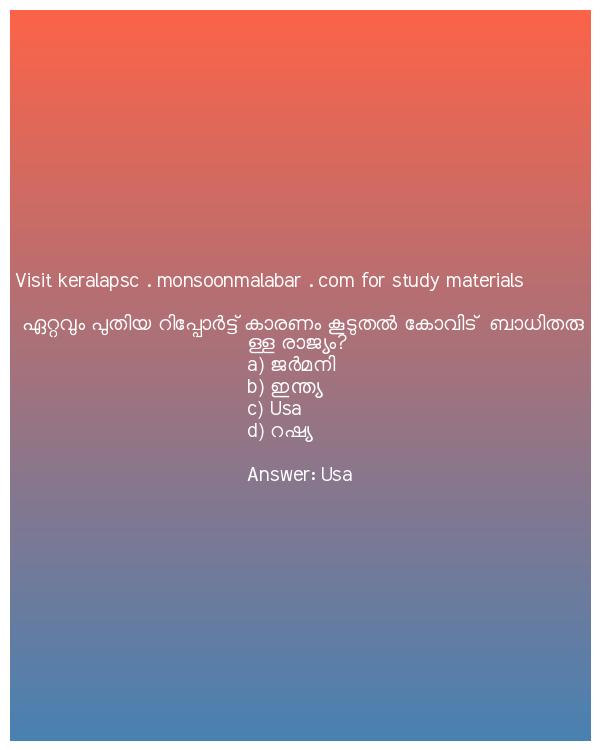 Visit keralapsc . monsoonmalabar . com for study materials
ഏറ്റവും പുതിയ റിപ്പോർട്ട് കാരണം കൂടുതൽ കോവിട് ബാധിതരു
ള്ള രാജ്യം?
a) ജർമനി
b) ഇന്ത്യ
c) Usa
d) റഷ്യ
Answer: Usa